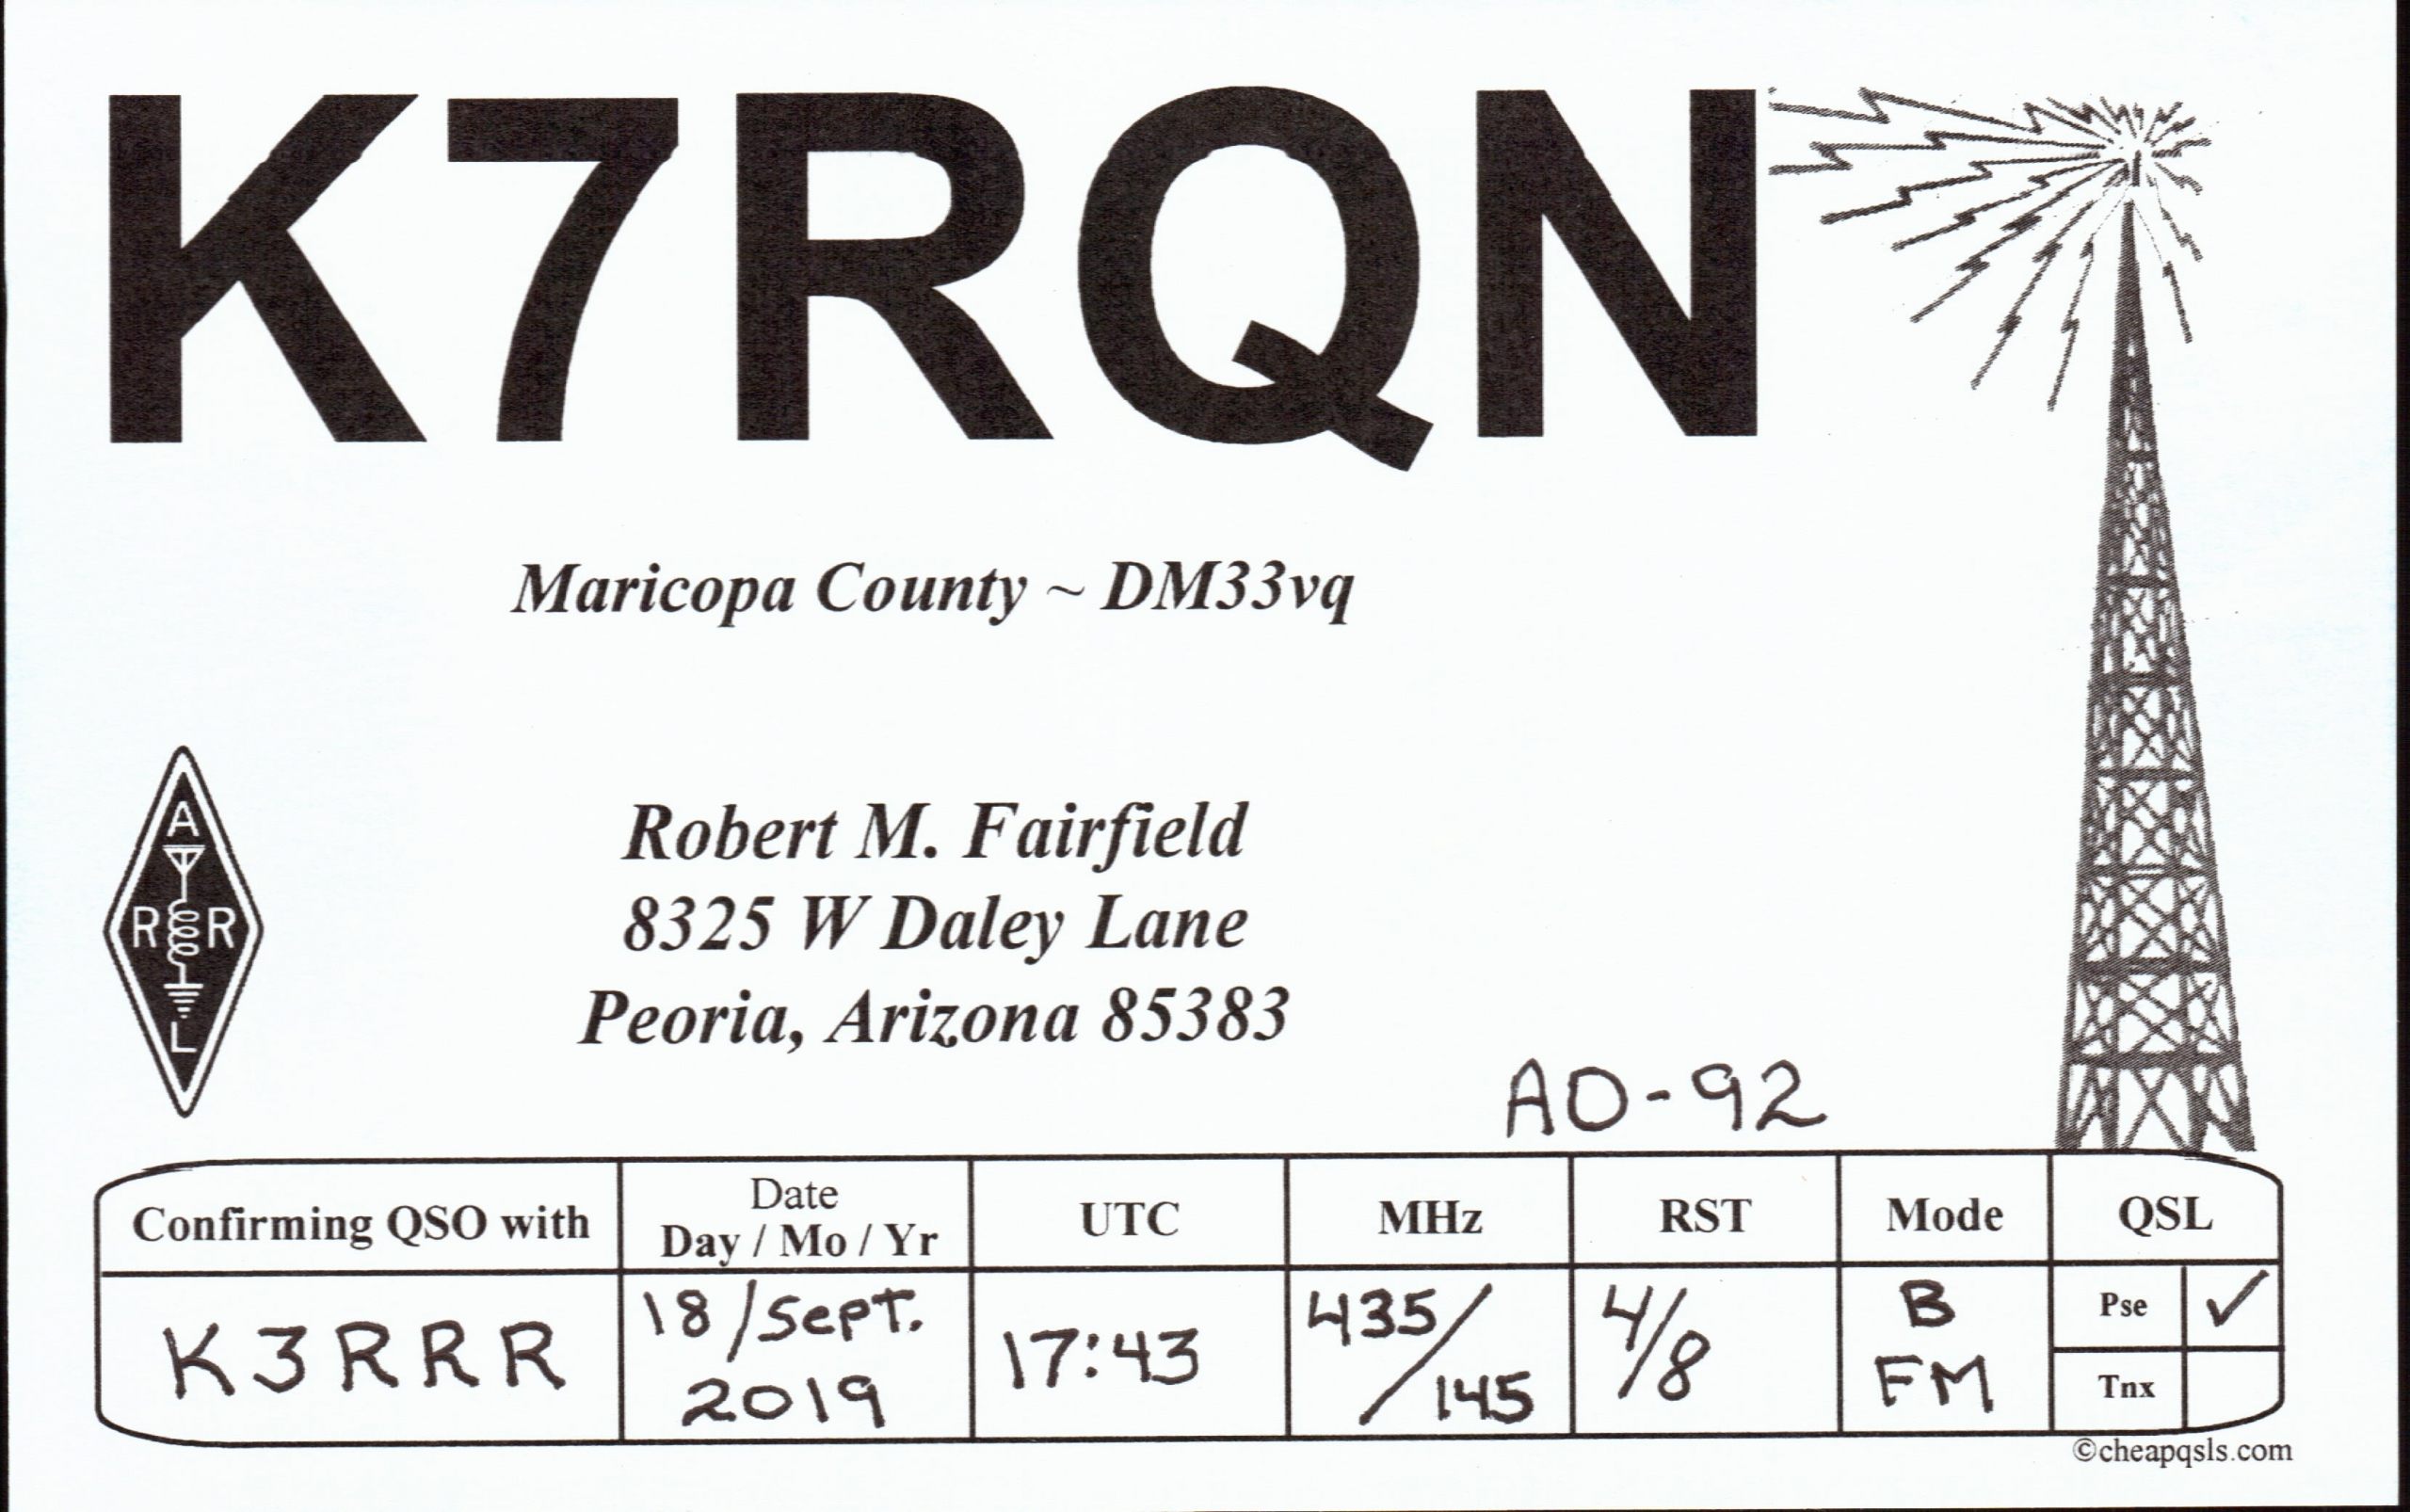 K7RQN
Maricopa County ~ DM33vq
A
R R
L
Robert M. Fairfield
8325 W Daley Lane
Peoria, Arizona 85383
AO-92
Confirming QSO with
Date
Day / Mo / Yr
UTC
MHz
RST
Mode
QSL
K3RRR
18/Sept.
2019
17:43
435/
145
4/8
B
FM
Pse ✓
Tnx
©cheapqsls.com